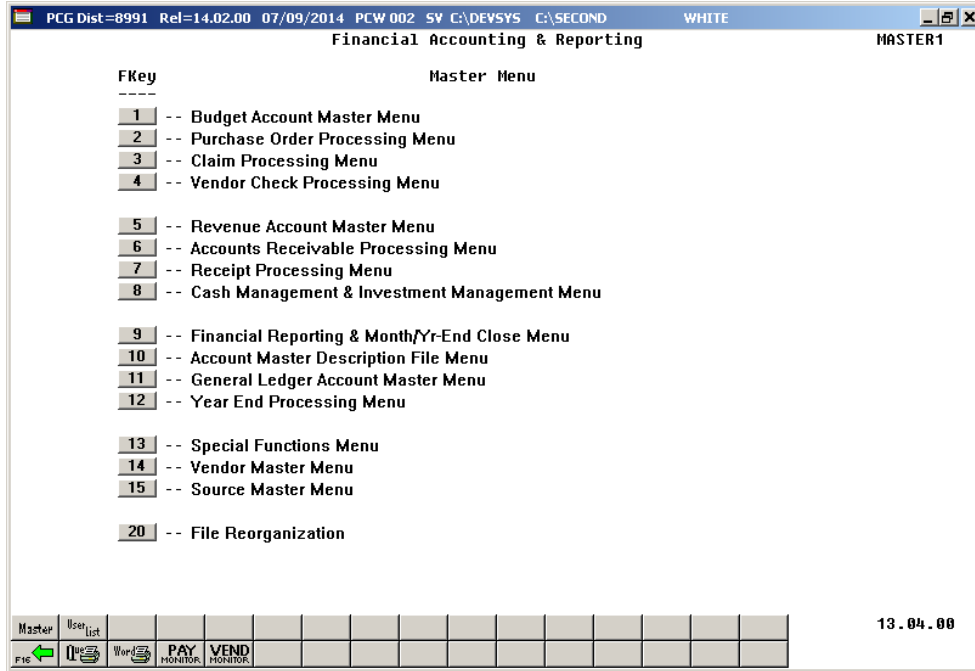 PCG Dist=8991 Rel=14.02.00 07/09/2014 PCW 002 SV C:\DEVSYS C:\SECOND WHITE
Financial Accounting & Reporting MASTER1
FKey Master Menu
----
1 -- Budget Account Master Menu
2 -- Purchase Order Processing Menu
3 -- Claim Processing Menu
4 -- Vendor Check Processing Menu
5 -- Revenue Account Master Menu
6 -- Accounts Receivable Processing Menu
7 -- Receipt Processing Menu
8 -- Cash Management & Investment Management Menu
9 -- Financial Reporting & Month/Yr-End Close Menu
10 -- Account Master Description File Menu
11 -- General Ledger Account Master Menu
12 -- Year End Processing Menu
13 -- Special Functions Menu
14 -- Vendor Master Menu
15 -- Source Master Menu
20 -- File Reorganization
Master User List 13.04.00
F16 Que Word PAY MONITOR VEND MONITOR